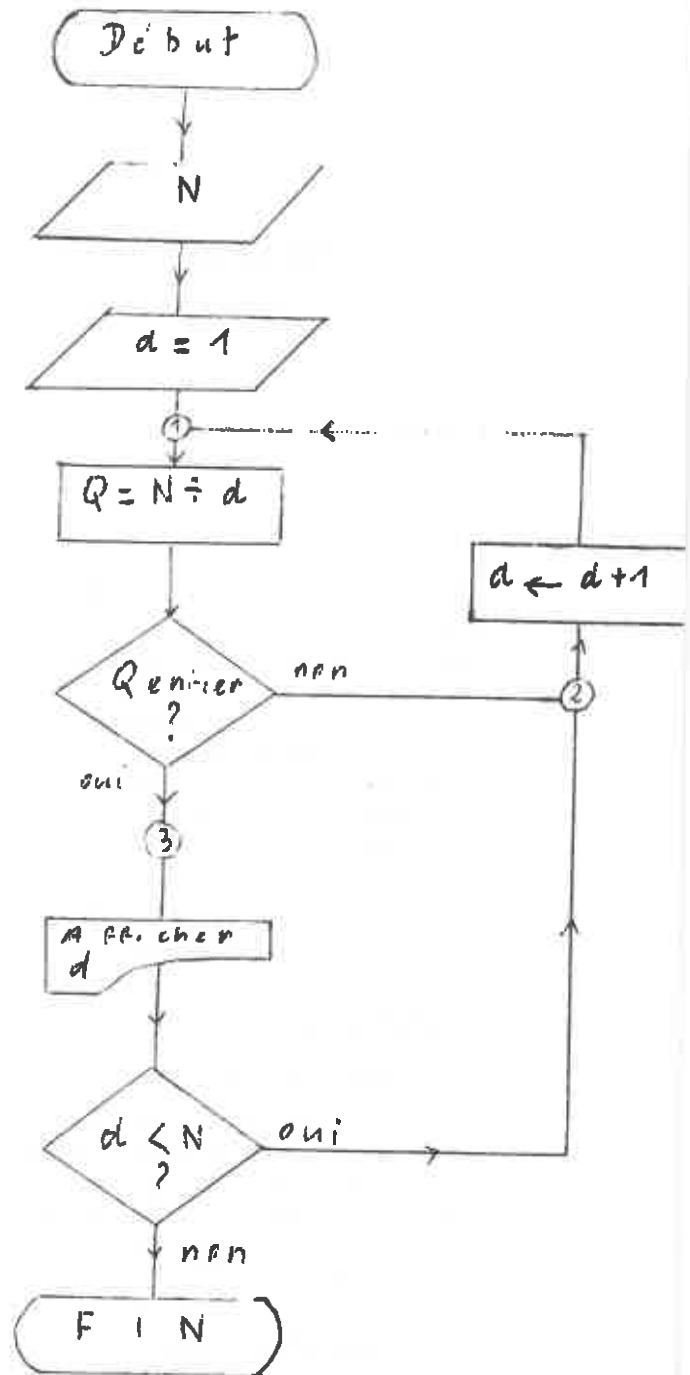 Début
N
d = 1
1
Q = N ÷ d
d ← d+1
Q entier
?
non
2
oui
3
Afficher
d
d < N
?
oui
non
FIN